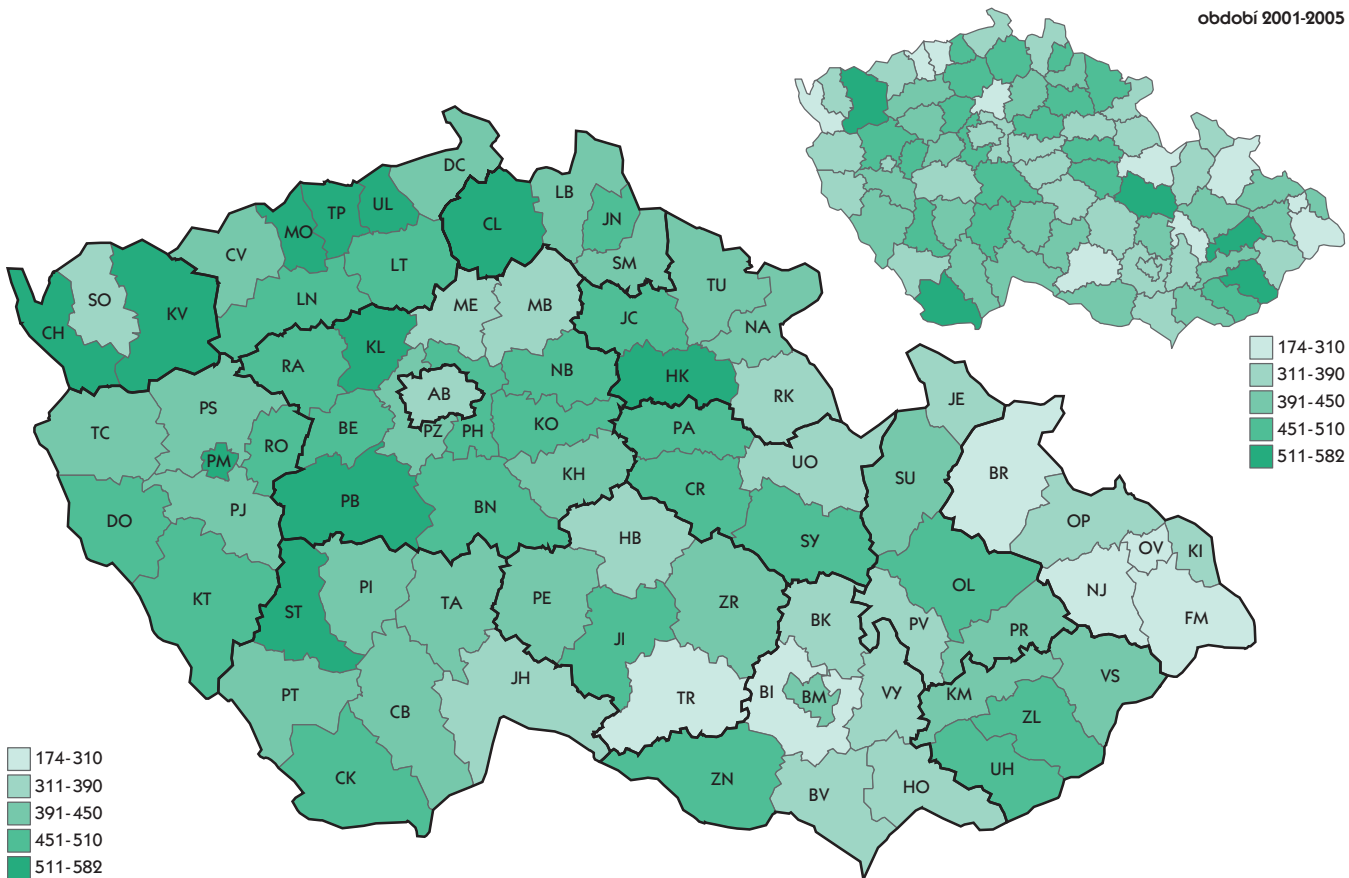 období 2001-2005
174-310
311-390
391-450
451-510
511-582
DC
LB
UL
TP
MO
CL
JN
CV
LT
SM
TU
SO
KV
LN
ME
MB
CH
JC
NA
KL
RA
NB
HK
AB
RK
JE
TC
PS
BE
PZ
PH
KO
PA
RO
PM
UO
BR
KH
SU
PB
BN
CR
PJ
DO
OP
HB
SY
OV
KI
PI
TA
PE
ZR
OL
NJ
KT
ST
BK
PV
FM
JI
PR
JH
VS
PT
TR
BI
BM
VY
KM
CB
ZL
CK
ZN
UH
BV
HO
174-310
311-390
391-450
451-510
511-582